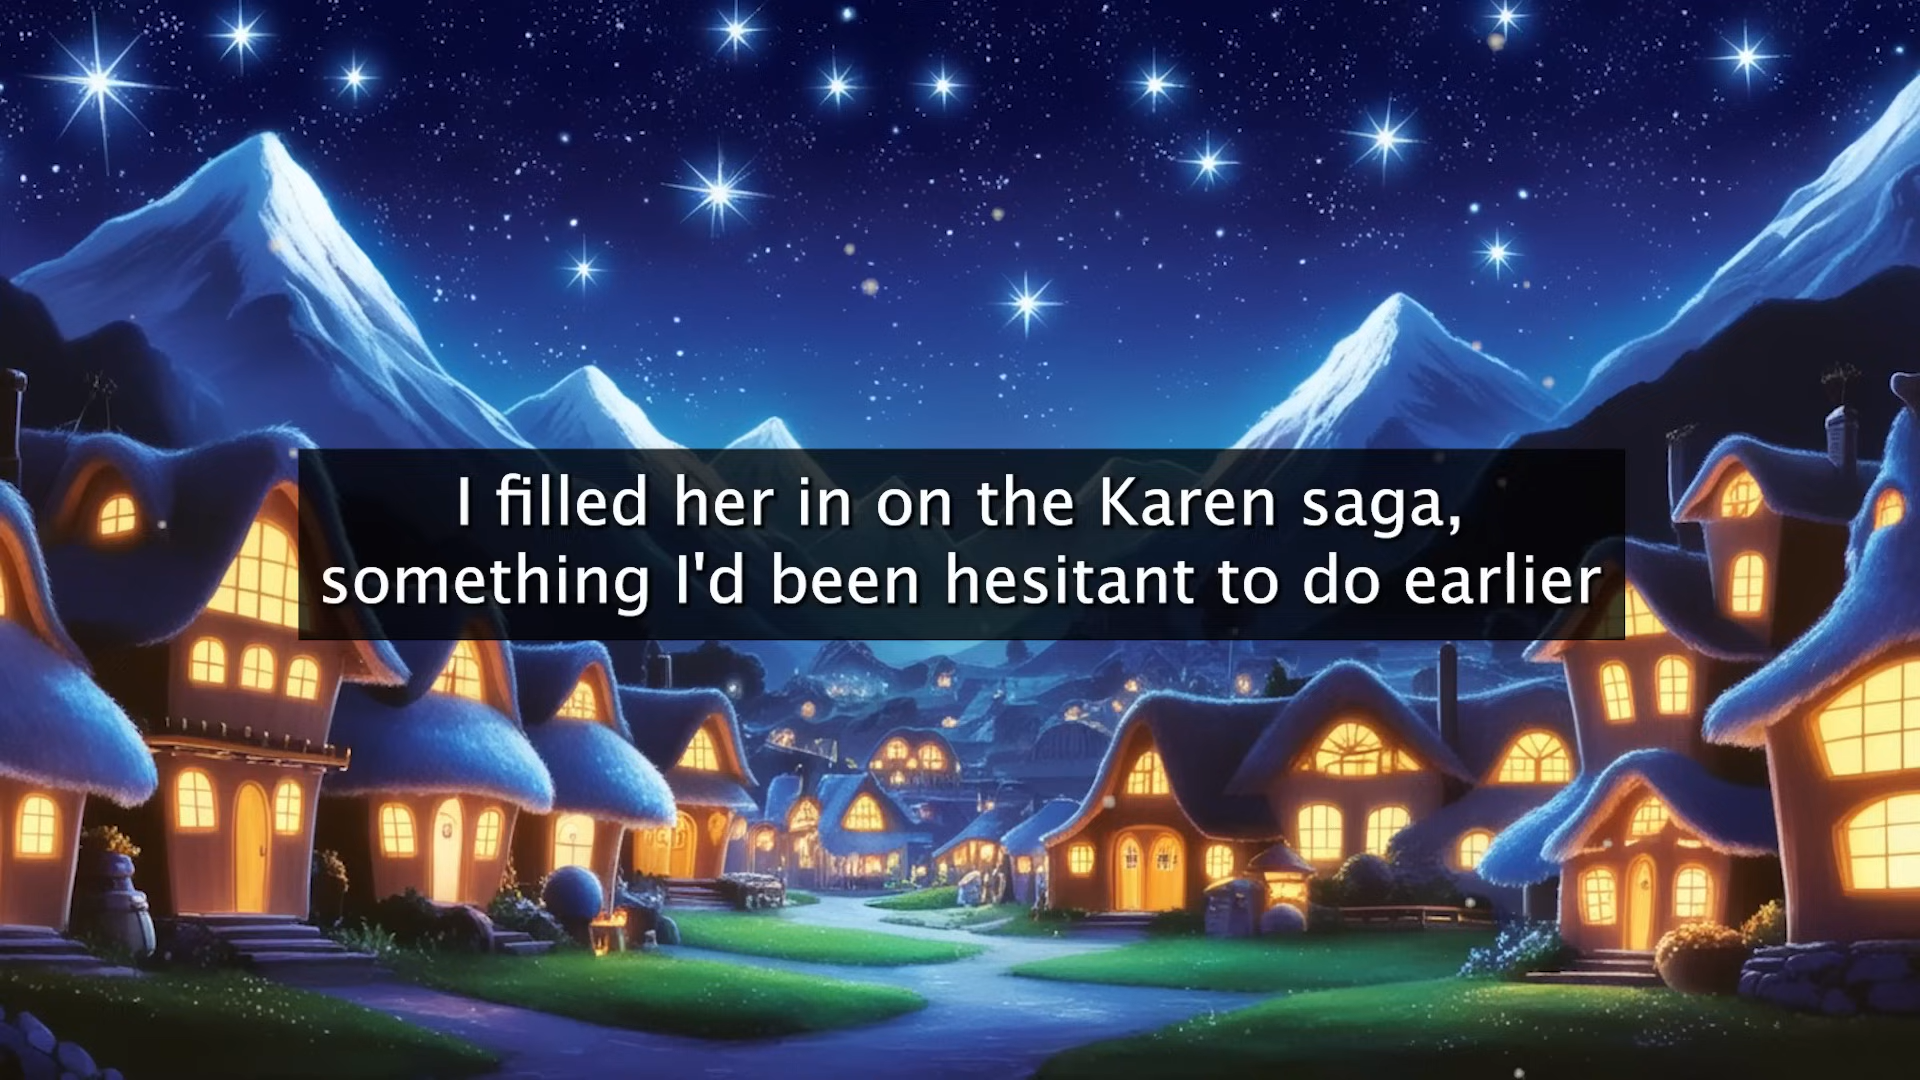 I filled her in on the Karen saga,
something I'd been hesitant to do earlier